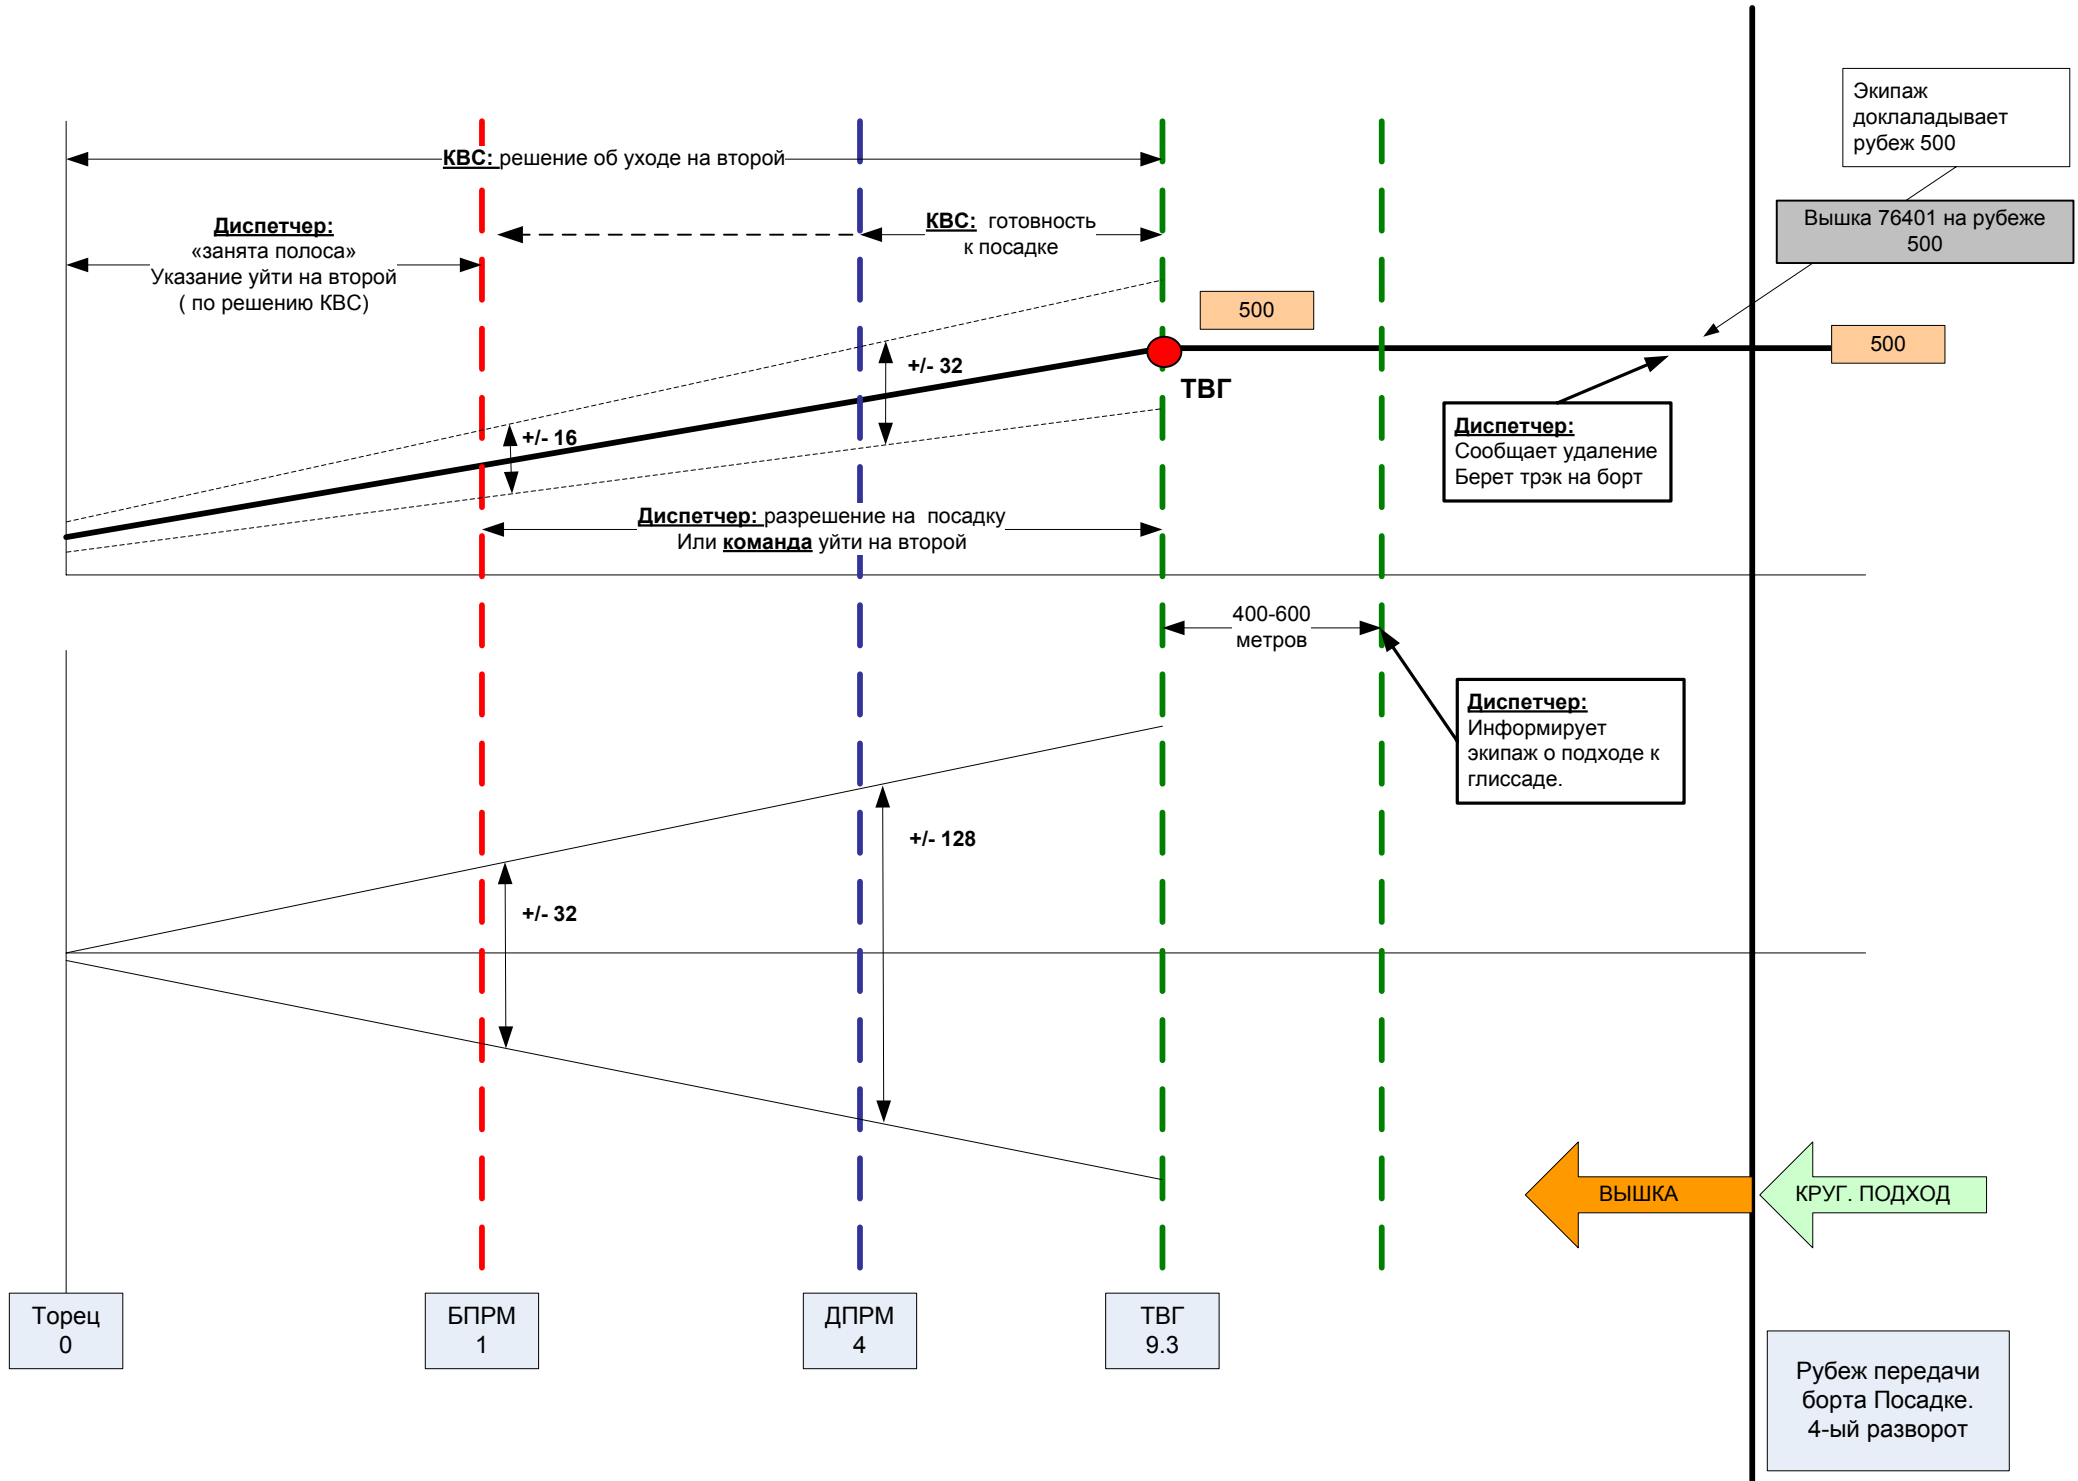 Экипаж
доклаладывает
рубеж 500
КВС: решение об уходе на второй
Диспетчер:
«занята полоса»
Указание уйти на второй
( по решению КВС)
КВС: готовность
к посадке
Вышка 76401 на рубеже
500
500
500
+/- 32
ТВГ
+/- 16
Диспетчер:
Сообщает удаление
Берет трэк на борт
Диспетчер: разрешение на посадку
Или команда уйти на второй
400-600
метров
Диспетчер:
Информирует
экипаж о подходе к
глиссаде.
+/- 128
+/- 32
ВЫШКА
КРУГ. ПОДХОД
Торец
0
БПРМ
1
ДПРМ
4
ТВГ
9.3
Рубеж передачи
борта Посадке.
4-ый разворот